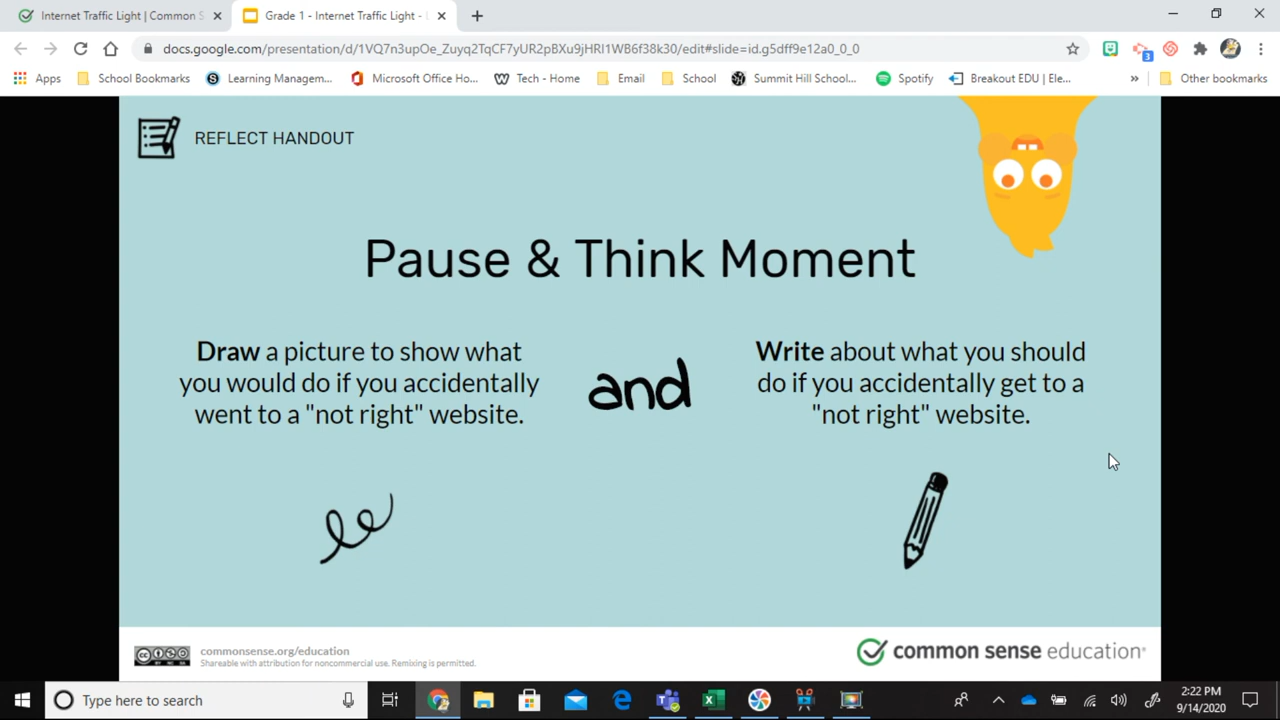 Internet Traffic Light | Common S
Grade 1 - Internet Traffic Light -
docs.google.com/presentation/d/1VQ7n3upOe_Zuyq2TqCF7yUR2pBXu9jHRI1WB6f38k30/edit#slide=id.g5dff9e12a0_0_0
3
Apps School Bookmarks Learning Managem... Microsoft Office Ho... Tech - Home Email School Summit Hill School... Spotify Breakout EDU | Ele... » Other bookmarks
REFLECT HANDOUT
Pause & Think Moment
Draw a picture to show what
you would do if you accidentally
went to a "not right" website.
and
Write about what you should
do if you accidentally get to a
"not right" website.
commonsense.org/education
Shareable with attribution for noncommercial use. Remixing is permitted.
common sense education®
Type here to search
2:22 PM
9/14/2020